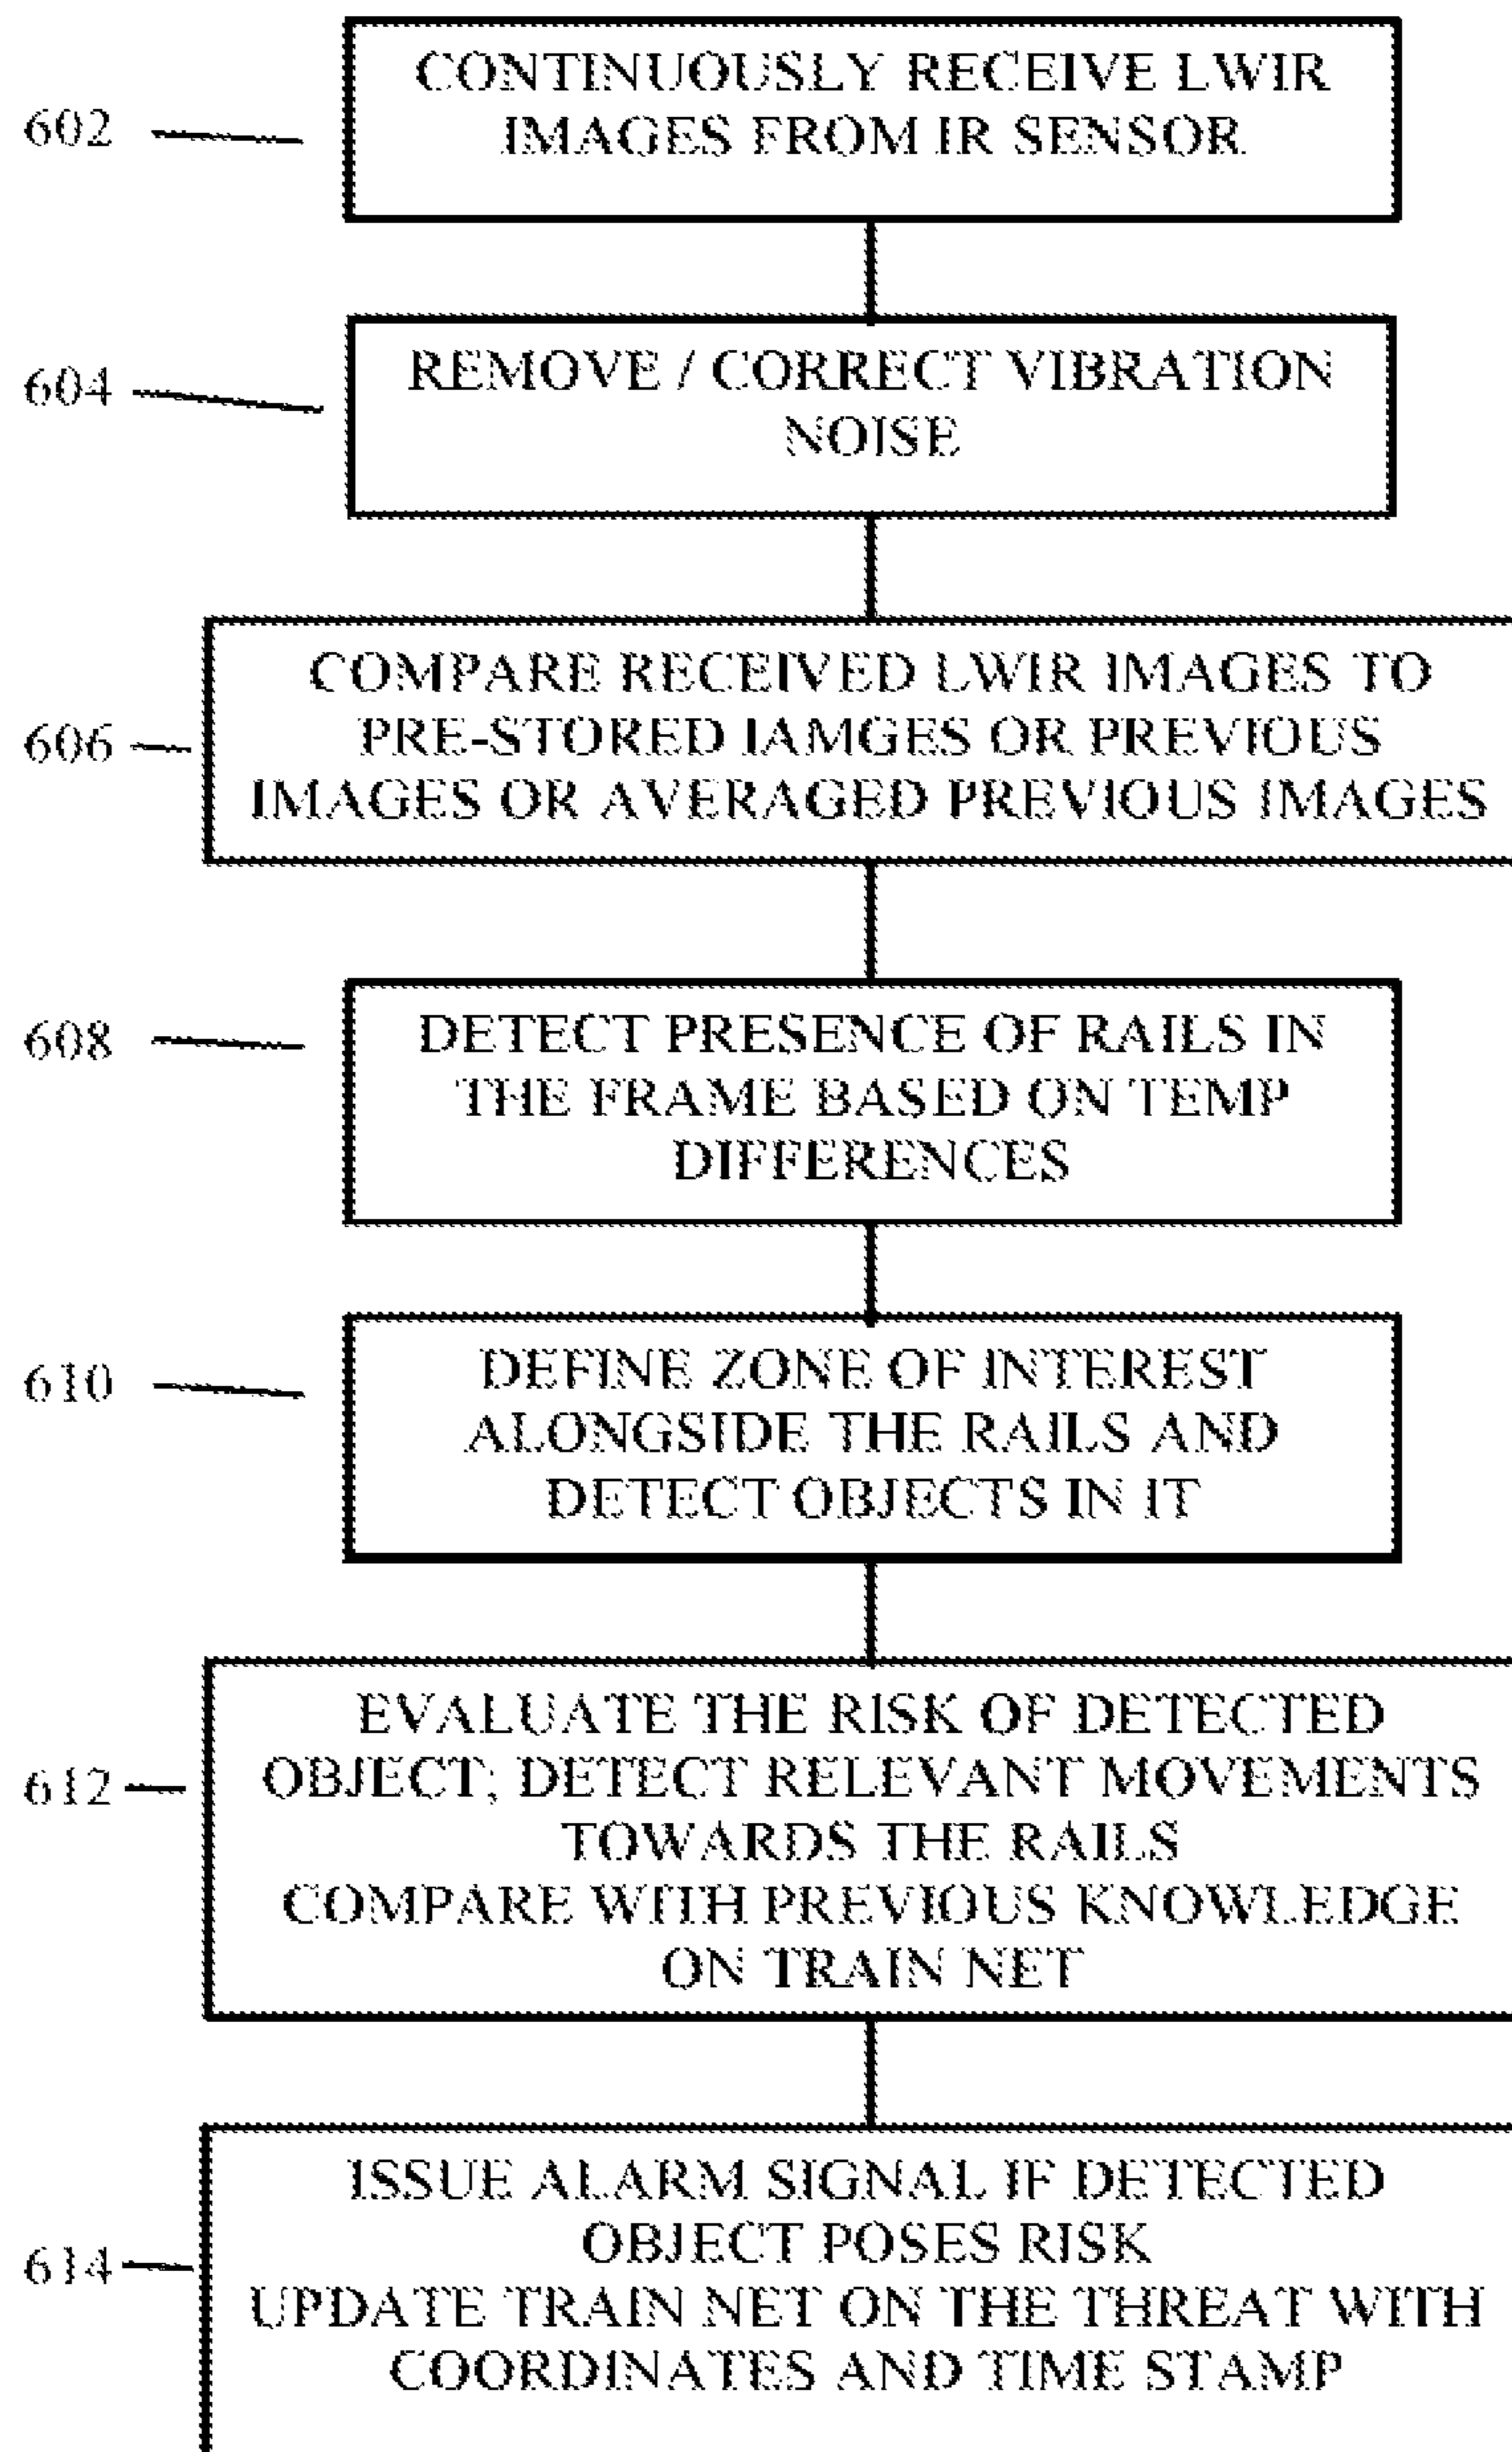 CONTINUOUSLY RECEIVE LWIR
IMAGES FROM IR SENSOR
602
REMOVE / CORRECT VIBRATION
NOISE
604
COMPARE RECEIVED LWIR IMAGES TO
PRE-STORED IAMGES OR PREVIOUS
IMAGES OR AVERAGED PREVIOUS IMAGES
606
DETECT PRESENCE OF RAILS IN
THE FRAME BASED ON TEMP
DIFFERENCES
608
DEFINE ZONE OF INTEREST
ALONGSIDE THE RAILS AND
DETECT OBJECTS IN IT
610
EVALUATE THE RISK OF DETECTED
OBJECT; DETECT RELEVANT MOVEMENTS
TOWARDS THE RAILS
COMPARE WITH PREVIOUS KNOWLEDGE
ON TRAIN NET
612
ISSUE ALARM SIGNAL IF DETECTED
OBJECT POSES RISK
UPDATE TRAIN NET ON THE THREAT WITH
COORDINATES AND TIME STAMP
614